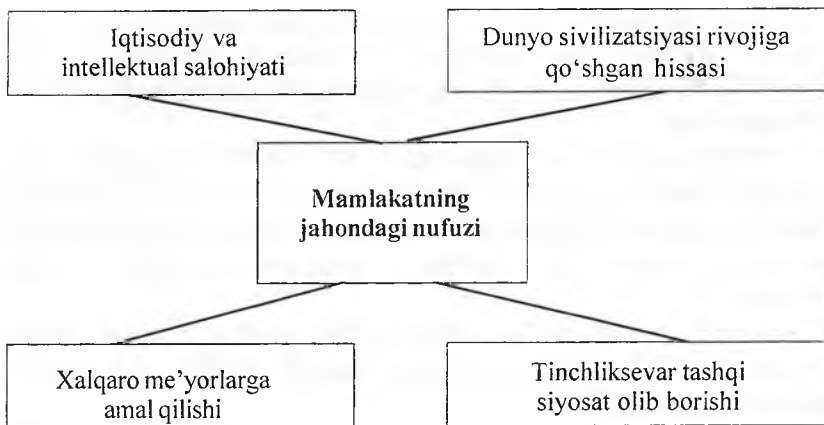 Iqtisodiy va
intellektual salohiyati
Dunyo sivilizatsiyasi rivojiga
qo‘shgan hissasi
Mamlakatning
jahondagi nufuzi
Xalqaro me’yorlarga
amal qilishi
Tinchliksevar tashqi
siyosat olib borishi